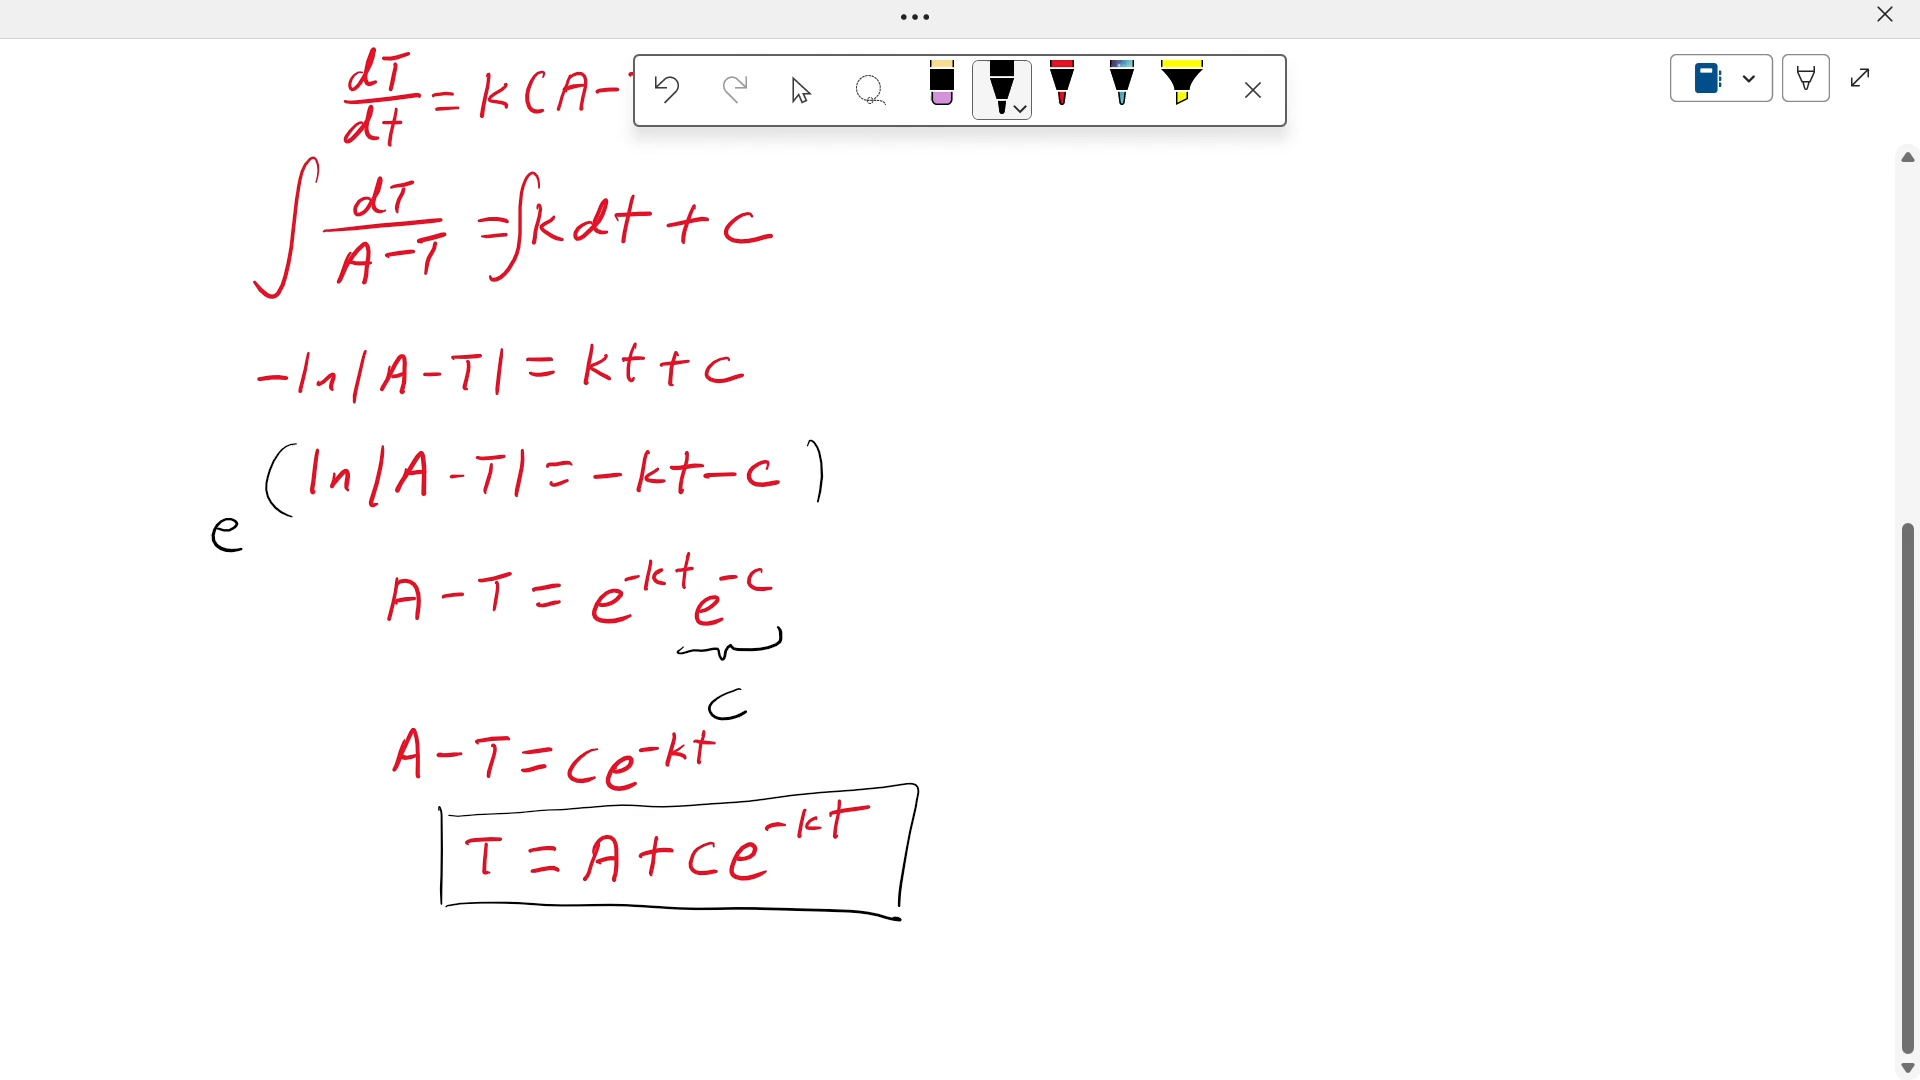 dT/dt = k(A-
∫ dT/(A-T) = ∫k dt + c
-ln|A-T| = kt + c
e^(ln|A-T| = -kt-c)
A-T = e^{-kt} e^{-c}
c
A-T = ce^{-kt}
T = A + ce^{-kt}